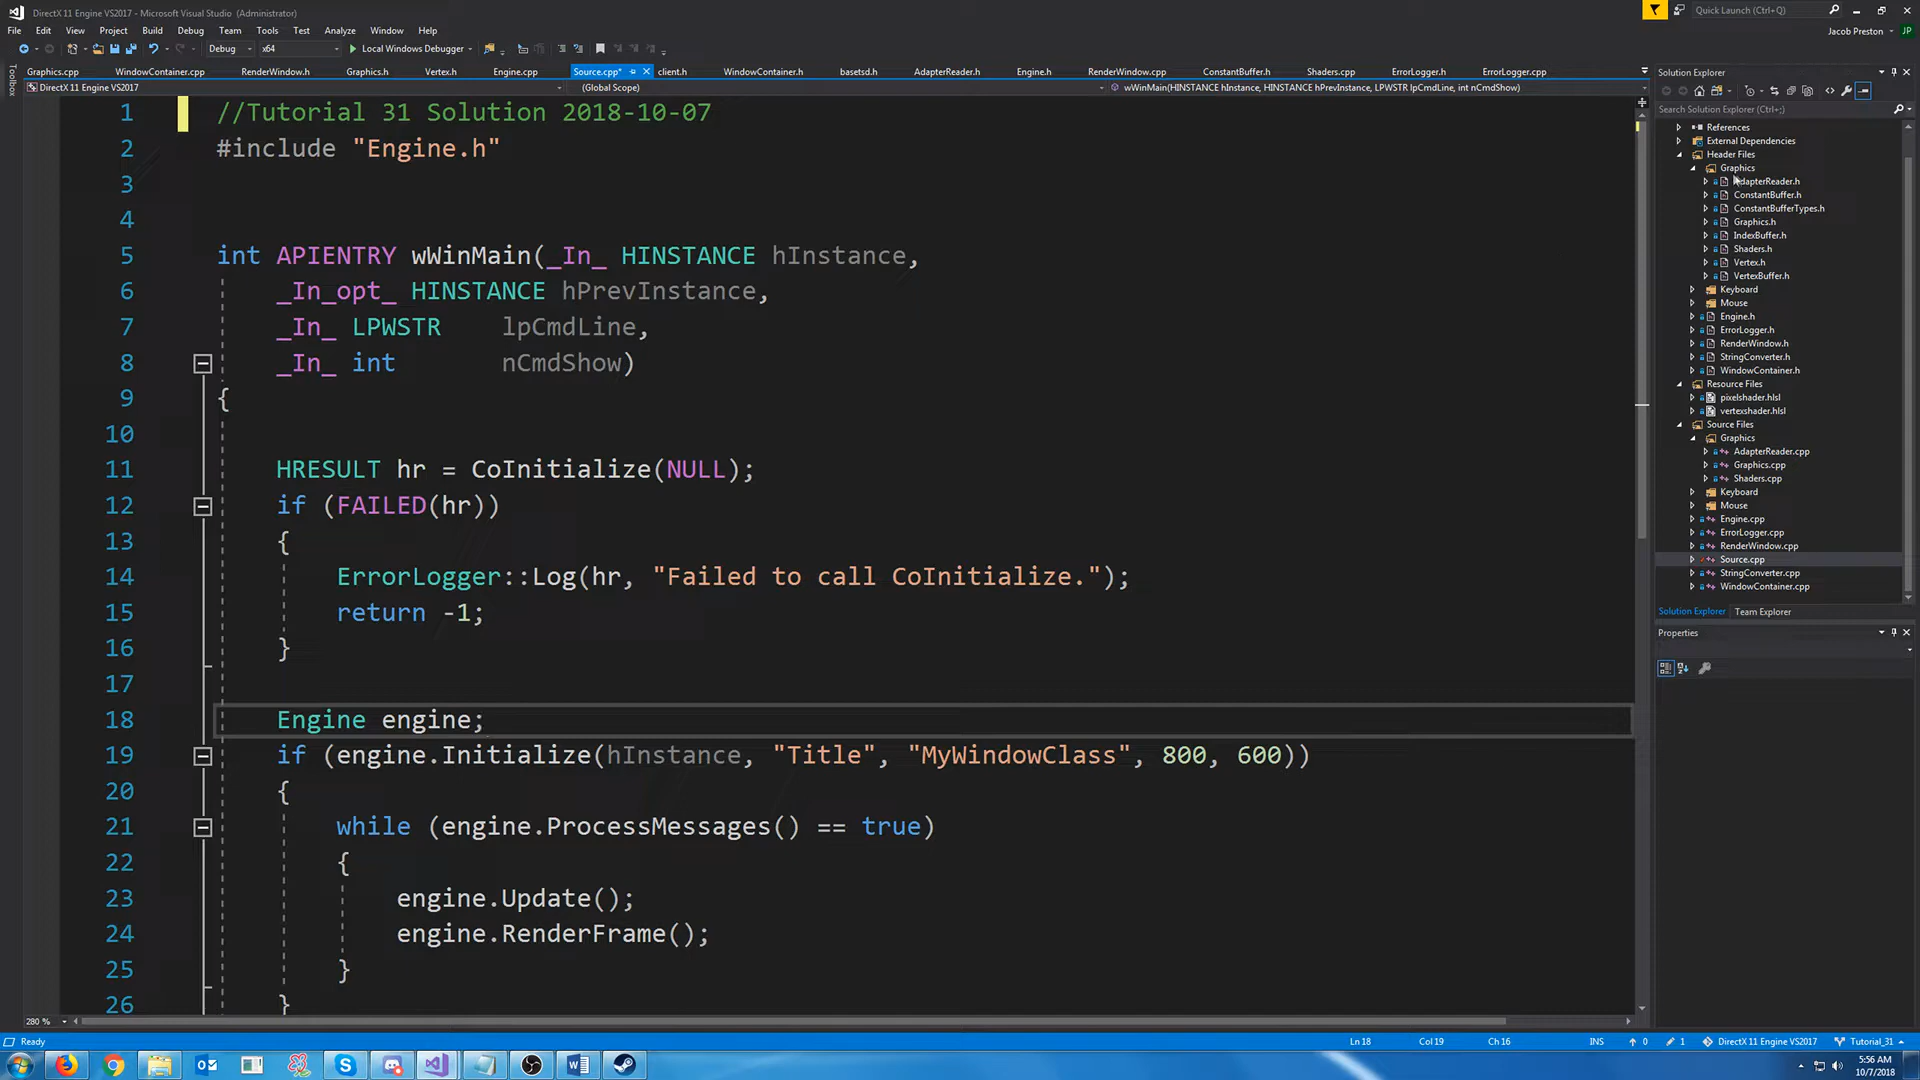 DirectX 11 Engine VS2017 - Microsoft Visual Studio (Administrator)
Quick Launch (Ctrl+Q)
File Edit View Project Build Debug Team Tools Test Analyze Window Help
Jacob Preston JP
Debug x64 Local Windows Debugger
Toolbox
Graphics.cpp WindowContainer.cpp RenderWindow.h Graphics.h Vertex.h Engine.cpp Source.cpp* client.h WindowContainer.h basetsd.h AdapterReader.h Engine.h RenderWindow.cpp ConstantBuffer.h Shaders.cpp ErrorLogger.h ErrorLogger.cpp
DirectX 11 Engine VS2017 (Global Scope) wWinMain(HINSTANCE hInstance, HINSTANCE hPrevInstance, LPWSTR lpCmdLine, int nCmdShow)
1 //Tutorial 31 Solution 2018-10-07
2 #include "Engine.h"
3
4
5 int APIENTRY wWinMain(_In_ HINSTANCE hInstance,
6 _In_opt_ HINSTANCE hPrevInstance,
7 _In_ LPWSTR lpCmdLine,
8 _In_ int nCmdShow)
9 {
10
11 HRESULT hr = CoInitialize(NULL);
12 if (FAILED(hr))
13 {
14 ErrorLogger::Log(hr, "Failed to call CoInitialize.");
15 return -1;
16 }
17
18 Engine engine;
19 if (engine.Initialize(hInstance, "Title", "MyWindowClass", 800, 600))
20 {
21 while (engine.ProcessMessages() == true)
22 {
23 engine.Update();
24 engine.RenderFrame();
25 }
26 }
280 %
Solution Explorer
Search Solution Explorer (Ctrl+;)
References
External Dependencies
Header Files
Graphics
AdapterReader.h
ConstantBuffer.h
ConstantBufferTypes.h
Graphics.h
IndexBuffer.h
Shaders.h
Vertex.h
VertexBuffer.h
Keyboard
Mouse
Engine.h
ErrorLogger.h
RenderWindow.h
StringConverter.h
WindowContainer.h
Resource Files
pixelshader.hlsl
vertexshader.hlsl
Source Files
Graphics
AdapterReader.cpp
Graphics.cpp
Shaders.cpp
Keyboard
Mouse
Engine.cpp
ErrorLogger.cpp
RenderWindow.cpp
Source.cpp
StringConverter.cpp
WindowContainer.cpp
Solution Explorer Team Explorer
Properties
Ready Ln 18 Col 19 Ch 16 INS 0 1 DirectX 11 Engine VS2017 Tutorial_31
5:56 AM
10/7/2018